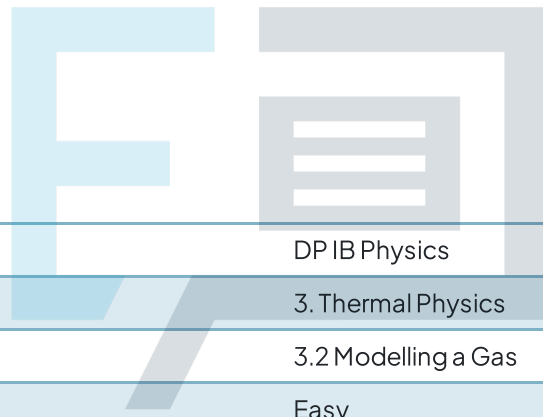 DP IB Physics
3. Thermal Physics
3.2 Modelling a Gas
Easy